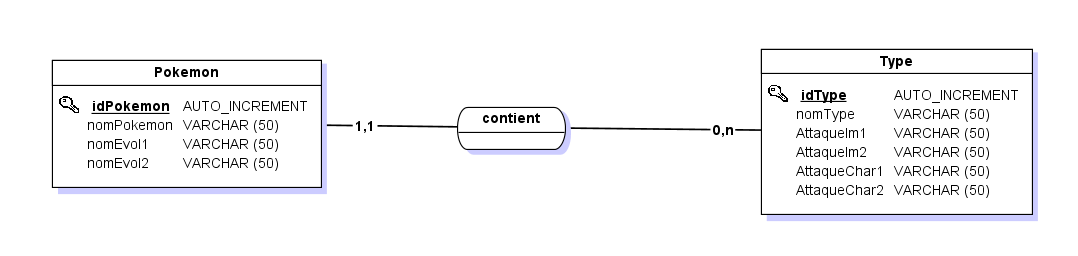 Pokemon
idPokemon AUTO_INCREMENT
nomPokemon VARCHAR (50)
nomEvol1 VARCHAR (50)
nomEvol2 VARCHAR (50)
1,1
contient
0,n
Type
idType AUTO_INCREMENT
nomType VARCHAR (50)
AttaqueIm1 VARCHAR (50)
AttaqueIm2 VARCHAR (50)
AttaqueChar1 VARCHAR (50)
AttaqueChar2 VARCHAR (50)